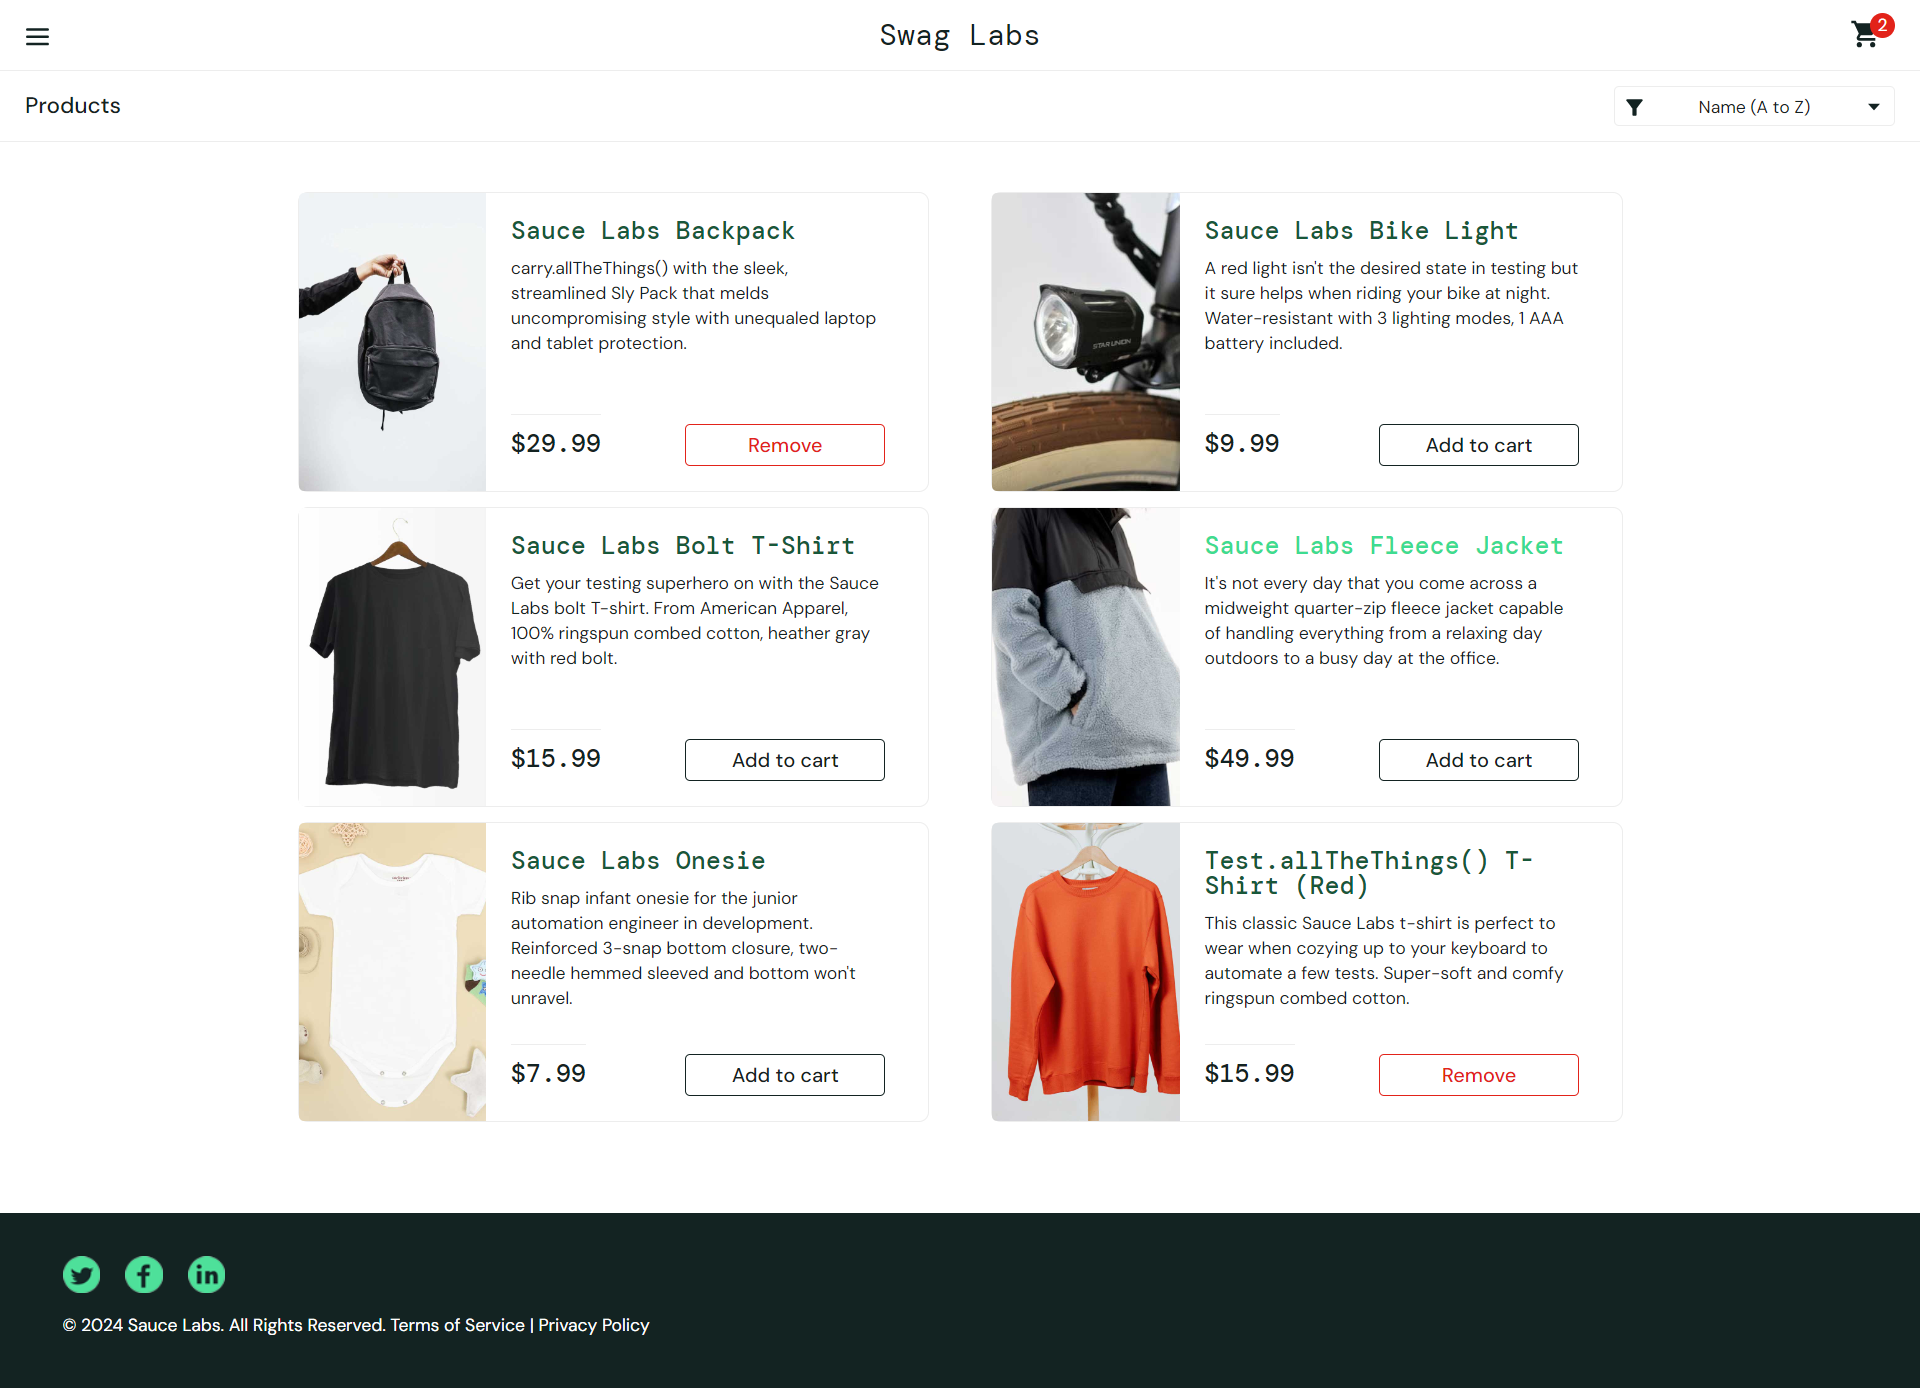 Swag Labs
2
Products
Name (A to Z)
Sauce Labs Backpack
carry.allTheThings() with the sleek,
streamlined Sly Pack that melds
uncompromising style with unequaled laptop
and tablet protection.
$29.99
Remove
Sauce Labs Bike Light
A red light isn't the desired state in testing but
it sure helps when riding your bike at night.
Water-resistant with 3 lighting modes, 1 AAA
battery included.
STAR UNION
$9.99
Add to cart
Sauce Labs Bolt T-Shirt
Get your testing superhero on with the Sauce
Labs bolt T-shirt. From American Apparel,
100% ringspun combed cotton, heather gray
with red bolt.
$15.99
Add to cart
Sauce Labs Fleece Jacket
It's not every day that you come across a
midweight quarter-zip fleece jacket capable
of handling everything from a relaxing day
outdoors to a busy day at the office.
$49.99
Add to cart
Sauce Labs Onesie
Rib snap infant onesie for the junior
automation engineer in development.
Reinforced 3-snap bottom closure, two-
needle hemmed sleeved and bottom won't
unravel.
$7.99
Add to cart
Test.allTheThings() T-
Shirt (Red)
This classic Sauce Labs t-shirt is perfect to
wear when cozying up to your keyboard to
automate a few tests. Super-soft and comfy
ringspun combed cotton.
$15.99
Remove
© 2024 Sauce Labs. All Rights Reserved. Terms of Service | Privacy Policy